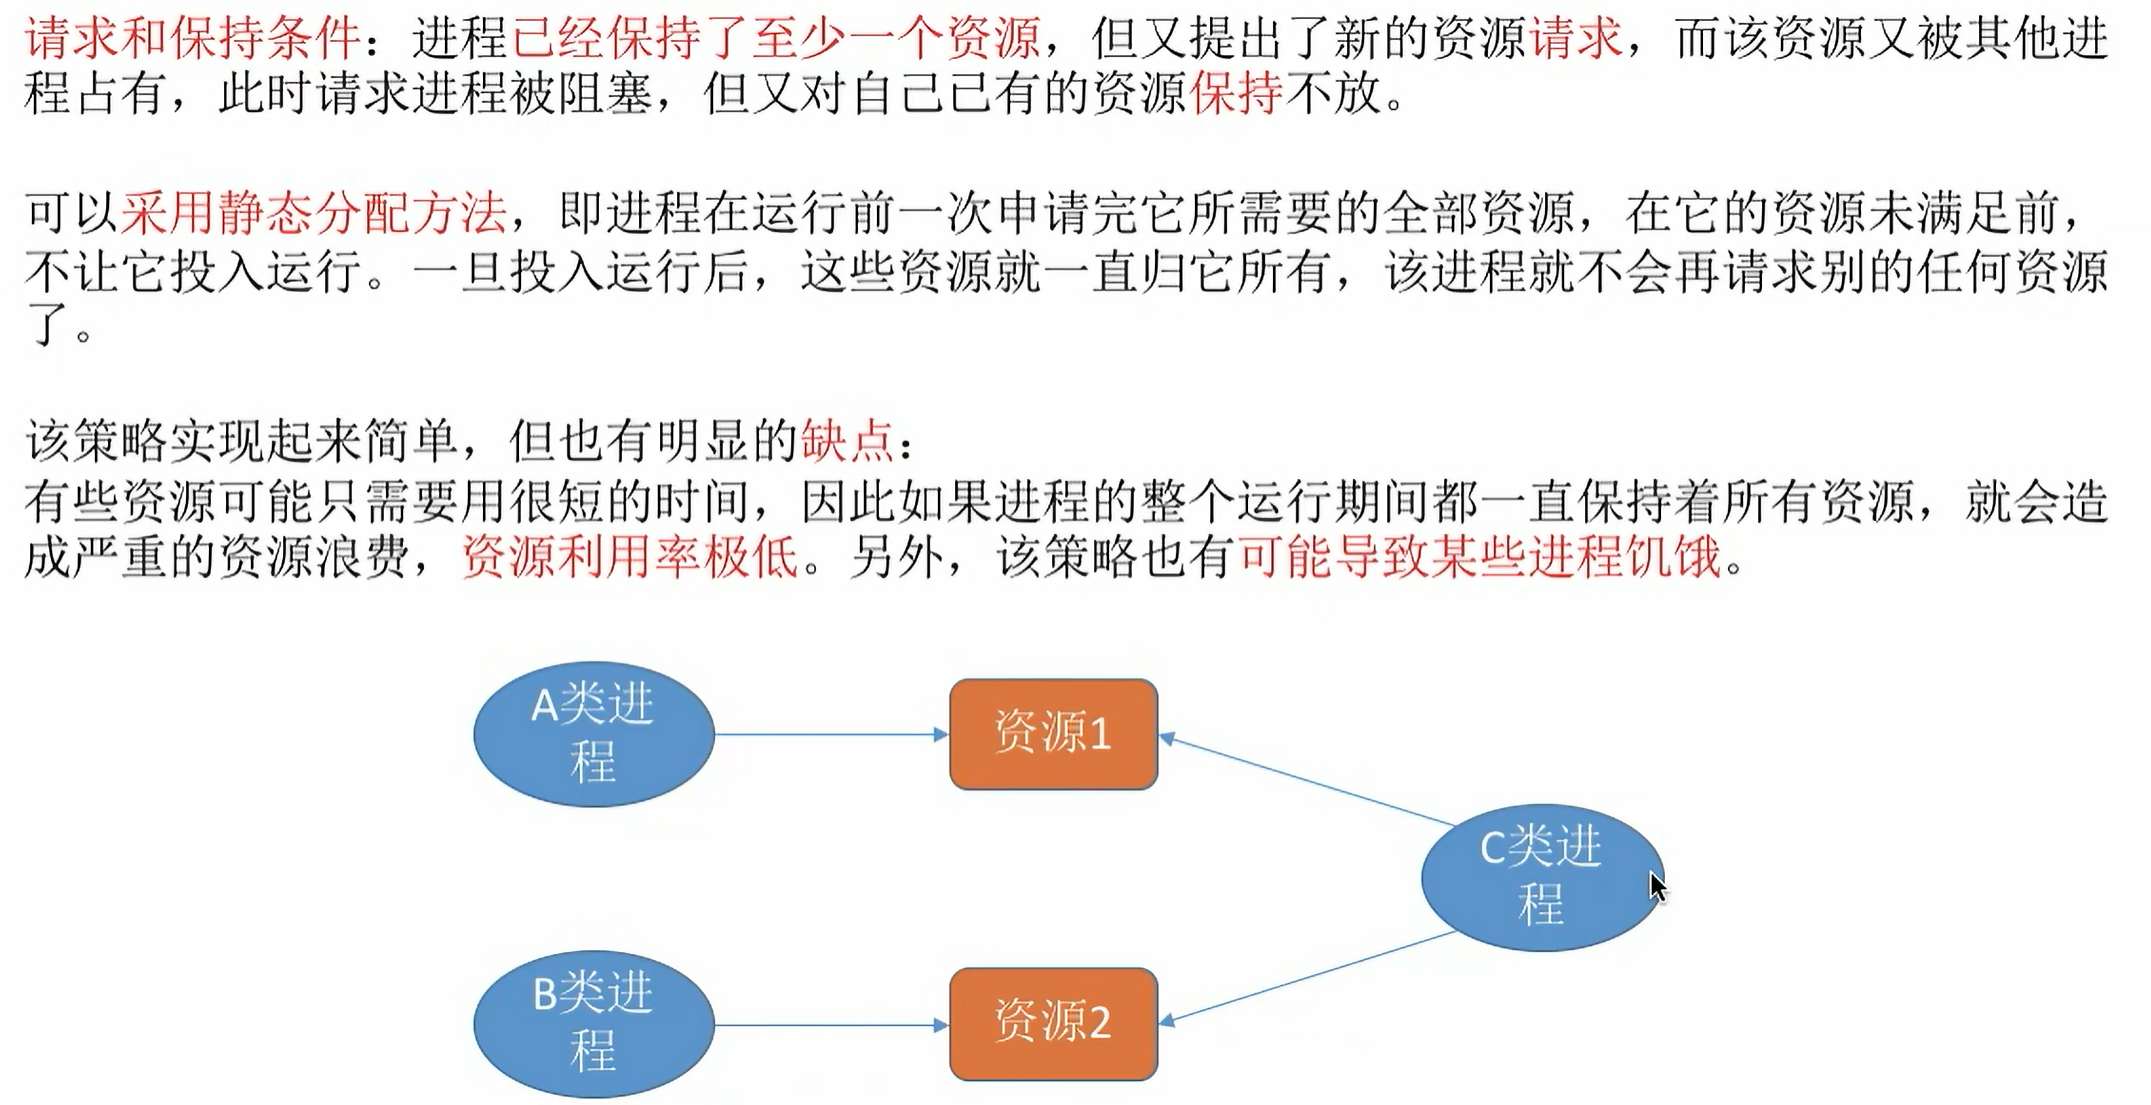 请求和保持条件：进程已经保持了至少一个资源，但又提出了新的资源请求，而该资源又被其他进
程占有，此时请求进程被阻塞，但又对自己已有的资源保持不放。
可以采用静态分配方法，即进程在运行前一次申请完它所需要的全部资源，在它的资源未满足前，
不让它投入运行。一旦投入运行后，这些资源就一直归它所有，该进程就不会再请求别的任何资源
了。
该策略实现起来简单，但也有明显的缺点：
有些资源可能只需要用很短的时间，因此如果进程的整个运行期间都一直保持着所有资源，就会造
成严重的资源浪费，资源利用率极低。另外，该策略也有可能导致某些进程饥饿。
A类进
程
资源1
C类进
程
B类进
程
资源2